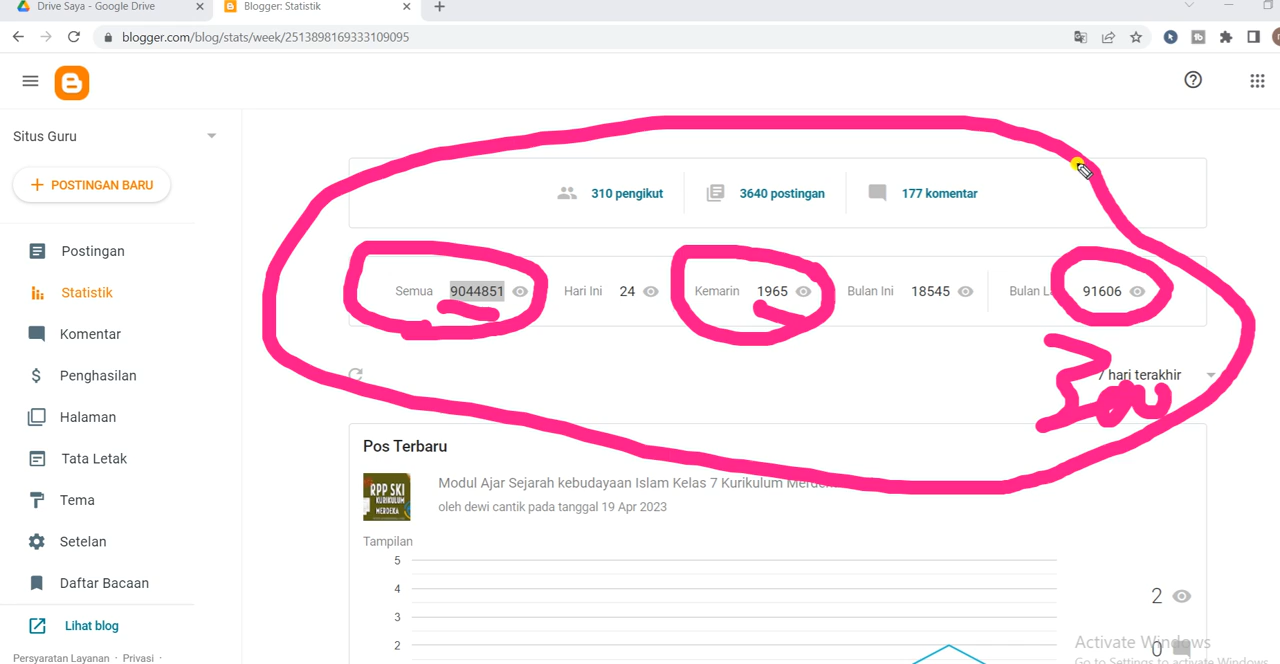 Drive Saya - Google Drive
Blogger: Statistik
blogger.com/blog/stats/week/2513898169333109095
Situs Guru
POSTINGAN BARU
Postingan
Statistik
Komentar
Penghasilan
Halaman
Tata Letak
Tema
Setelan
Daftar Bacaan
Lihat blog
Persyaratan Layanan · Privasi ·
310 pengikut 3640 postingan 177 komentar
Semua 9044851 Hari Ini 24 Kemarin 1965 Bulan Ini 18545 Bulan 91606
7 hari terakhir
Pos Terbaru
RPP SKI
KURIKULUM
MERDEKA
Modul Ajar Sejarah kebudayaan Islam Kelas 7 Kurikulum
oleh dewi cantik pada tanggal 19 Apr 2023
Tampilan
5
4
3
2
2
0
Activate Windows
Go to Settings to activate Windows